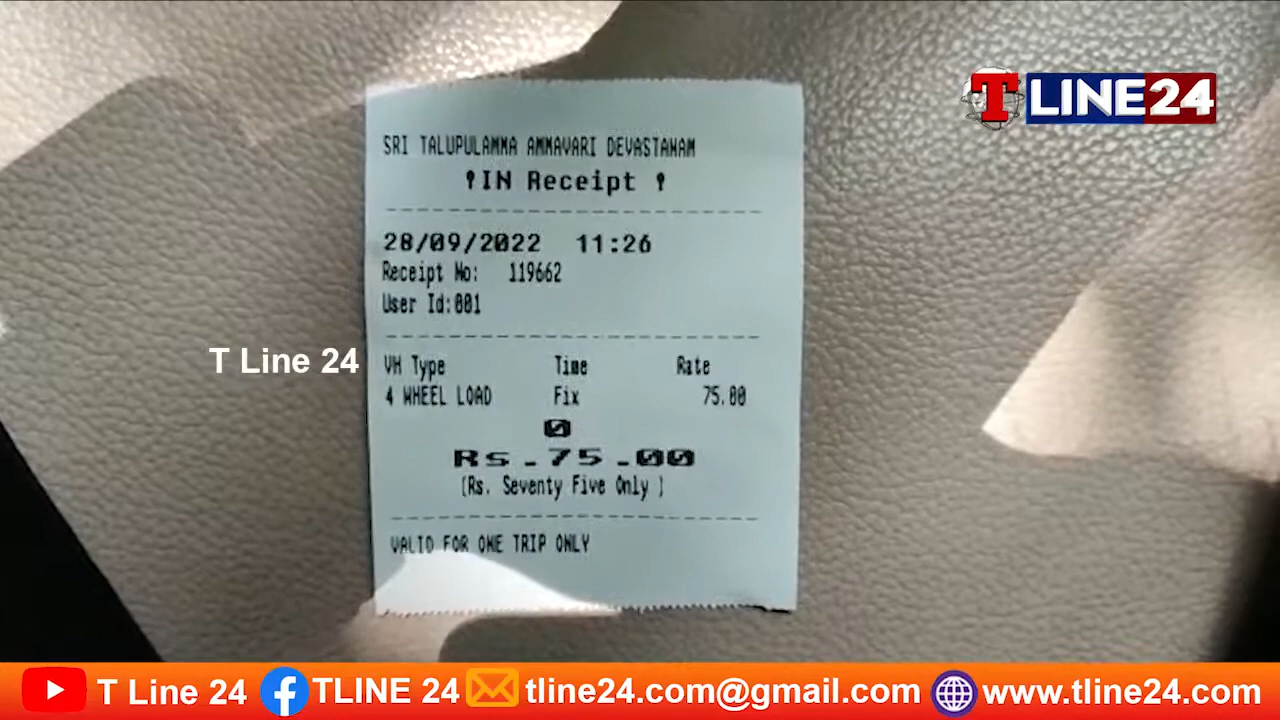 T LINE24
SRI TALUPULAMMA AMMAVARI DEVASTANAM
!IN Receipt !
28/09/2022 11:26
Receipt No: 119662
User Id:001
T Line 24
VH Type Time Rate
4 WHEEL LOAD Fix 75.00
0
Rs.75.00
(Rs. Seventy Five Only )
VALID FOR ONE TRIP ONLY
T Line 24 TLINE 24 tline24.com@gmail.com www.tline24.com